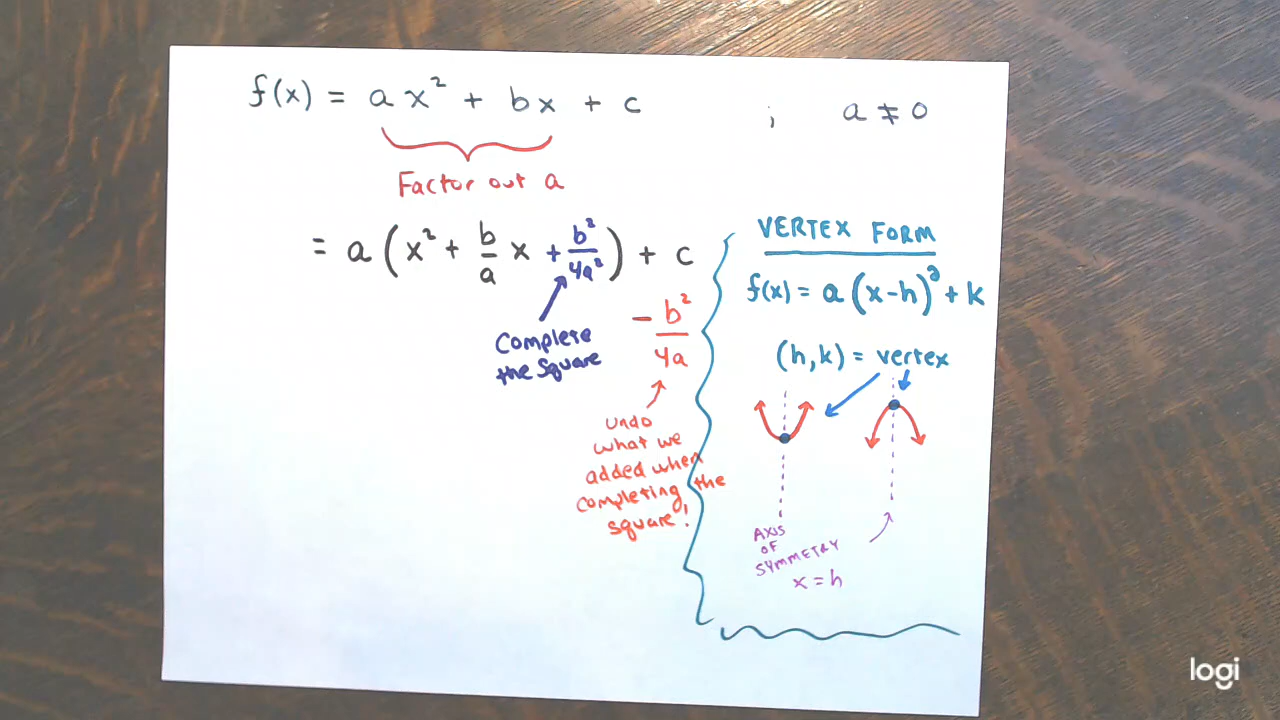 f(x) = ax² + bx + c ; a ≠ 0
Factor out a
= a(x² + b/a x + b²/4a²) + c
- b²/4a
Complete
the Square
undo
what we
added when
completing the
square!
VERTEX FORM
f(x) = a(x-h)² + k
(h,k) = vertex
AXIS
OF
SYMMETRY
x = h
logi